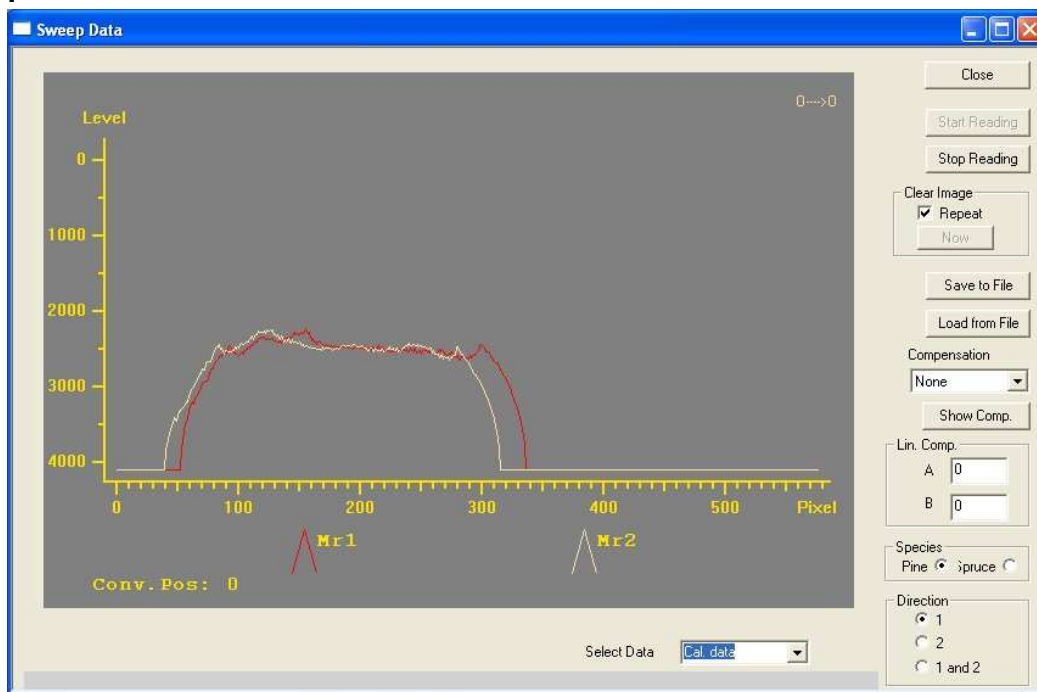 Sweep Data
0--->0
Level
0
1000
2000
3000
4000
0 100 200 300 400 500 Pixel
Mr1 Mr2
Conv.Pos: 0
Select Data Cal. data
Close
Start Reading
Stop Reading
Clear Image
Repeat
Now
Save to File
Load from File
Compensation
None
Show Comp.
Lin. Comp.
A 0
B 0
Species
Pine Spruce
Direction
1
2
1 and 2